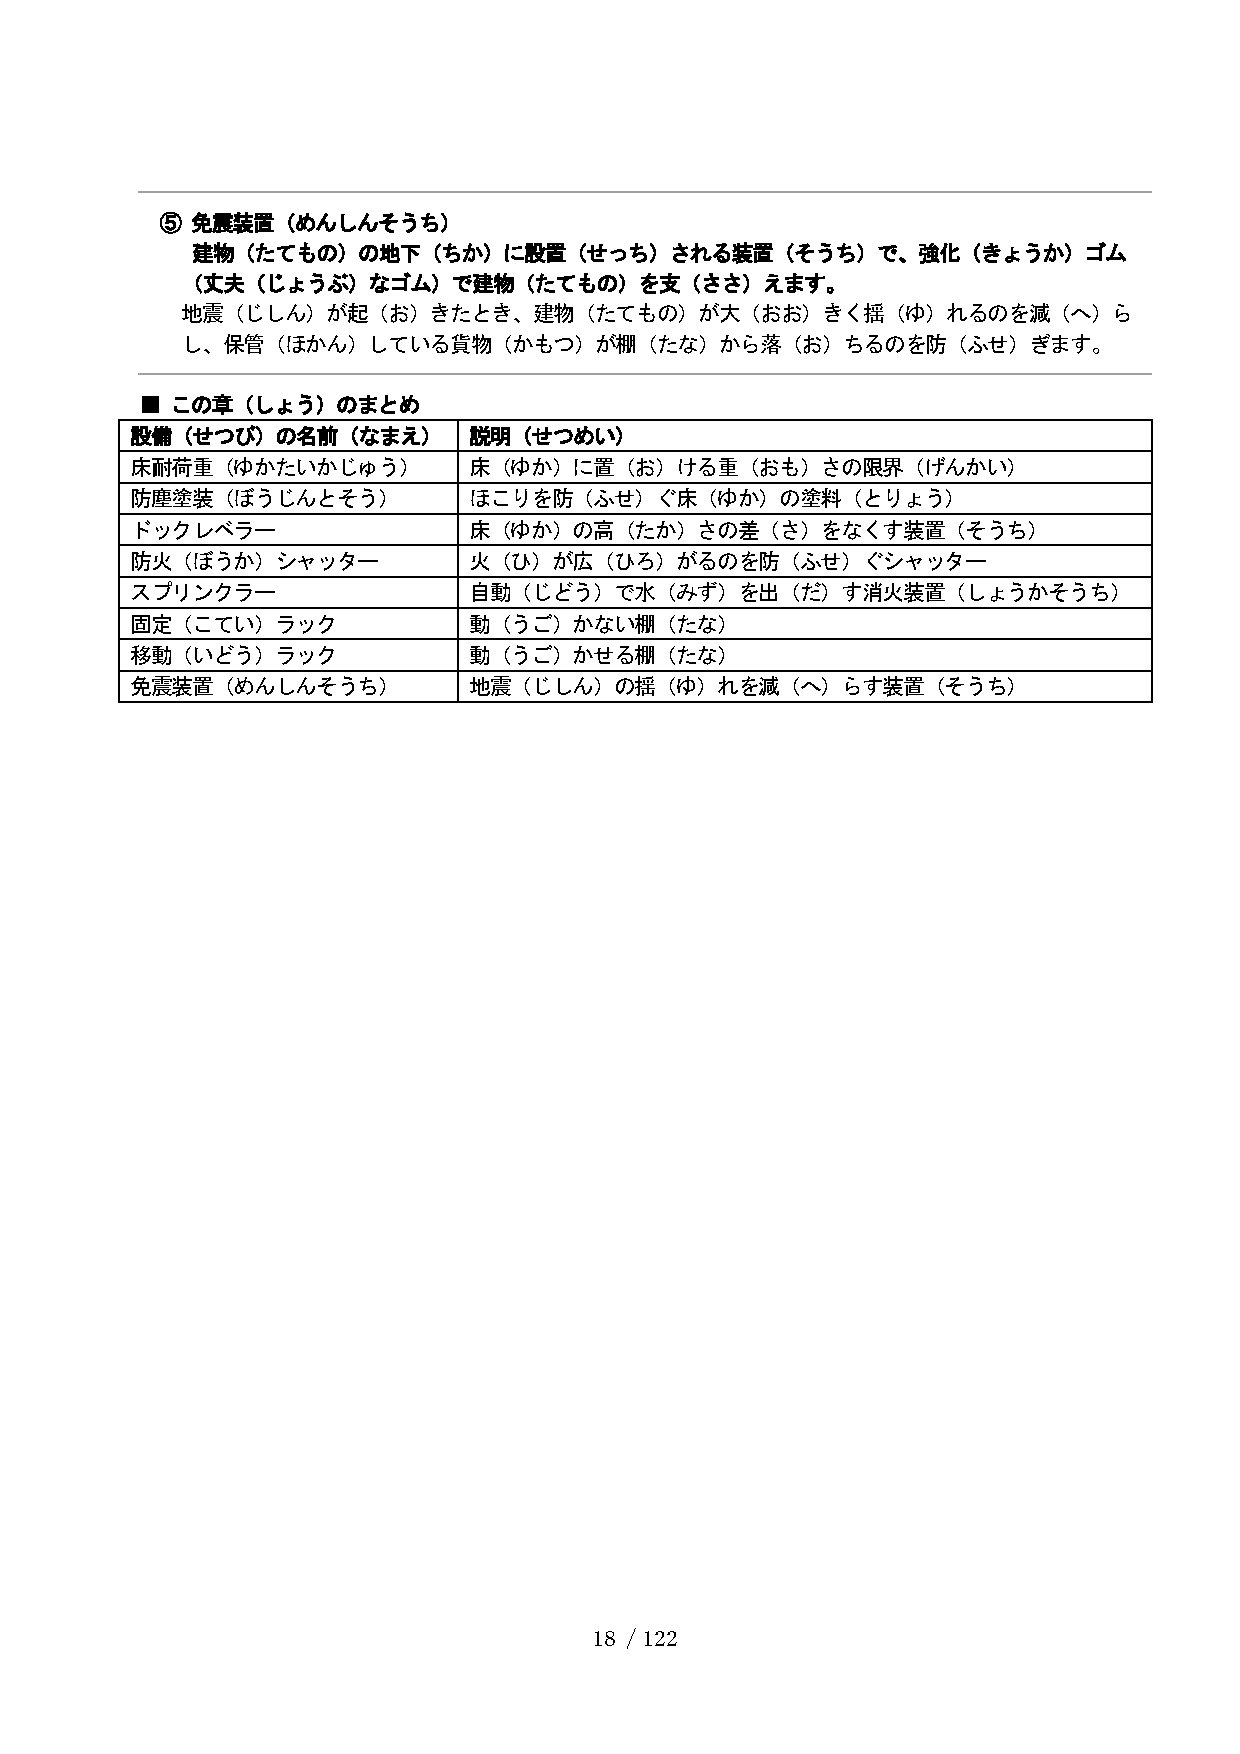 ⑤ 免震装置（めんしんそうち）
建物（たてもの）の地下（ちか）に設置（せっち）される装置（そうち）で、強化（きょうか）ゴム
（丈夫（じょうぶ）なゴム）で建物（たてもの）を支（ささ）えます。
地震（じしん）が起（お）きたとき、建物（たてもの）が大（おお）きく揺（ゆ）れるのを減（へ）ら
し、保管（ほかん）している貨物（かもつ）が棚（たな）から落（お）ちるのを防（ふせ）ぎます。
■ この章（しょう）のまとめ
設備（せつび）の名前（なまえ） 説明（せつめい）
床耐荷重（ゆかたいかじゅう） 床（ゆか）に置（お）ける重（おも）さの限界（げんかい）
防塵塗装（ぼうじんとそう） ほこりを防（ふせ）ぐ床（ゆか）の塗料（とりょう）
ドックレベラー 床（ゆか）の高（たか）さの差（さ）をなくす装置（そうち）
防火（ぼうか）シャッター 火（ひ）が広（ひろ）がるのを防（ふせ）ぐシャッター
スプリンクラー 自動（じどう）で水（みず）を出（だ）す消火装置（しょうかそうち）
固定（こてい）ラック 動（うご）かない棚（たな）
移動（いどう）ラック 動（うご）かせる棚（たな）
免震装置（めんしんそうち） 地震（じしん）の揺（ゆ）れを減（へ）らす装置（そうち）
18 / 122